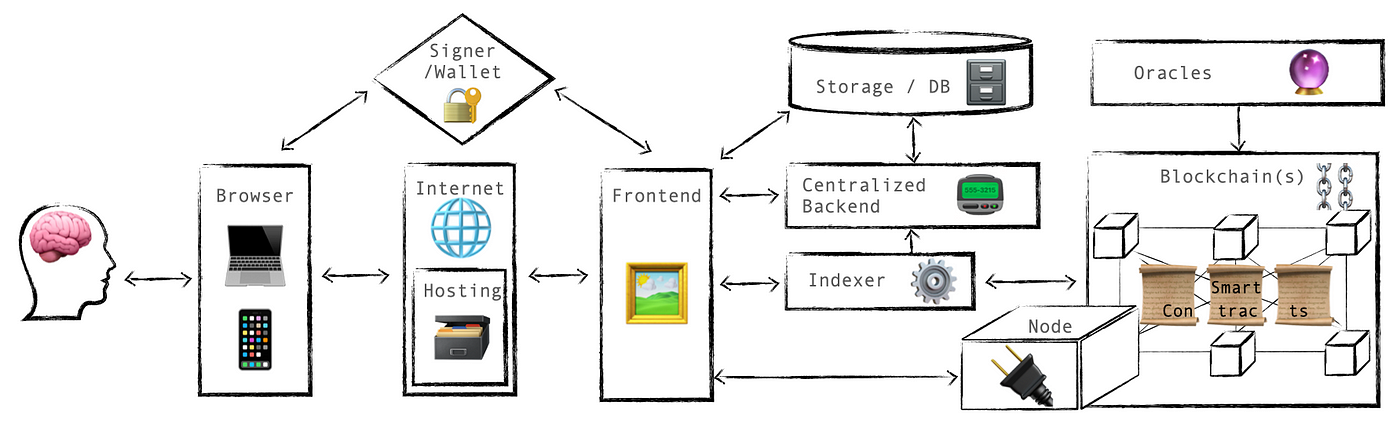 Signer
/Wallet
Storage / DB
Oracles
Browser
Internet
Hosting
Frontend
Centralized
Backend
555-3215
Indexer
Node
Blockchain(s)
Smart
Con trac ts